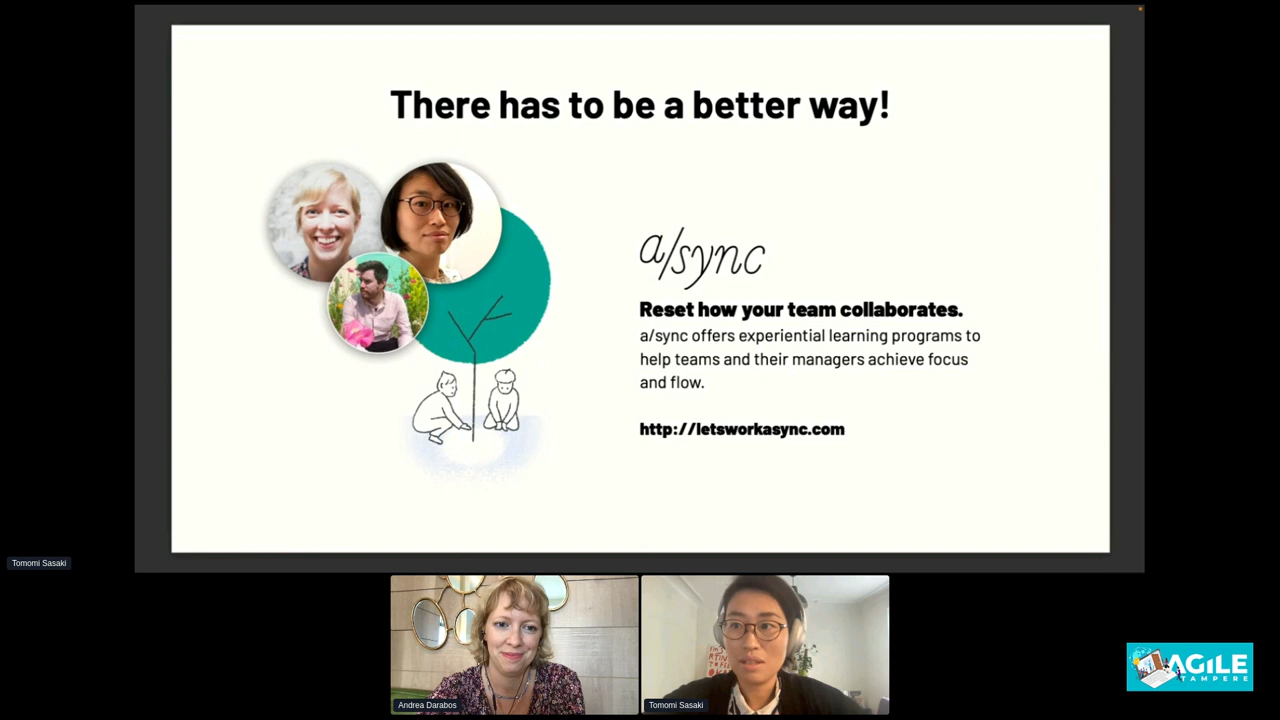 There has to be a better way!
a/sync
Reset how your team collaborates.
a/sync offers experiential learning programs to
help teams and their managers achieve focus
and flow.
http://letsworkasync.com
Tomomi Sasaki
Andrea Darabos
Tomomi Sasaki
AGILE
TAMPERE